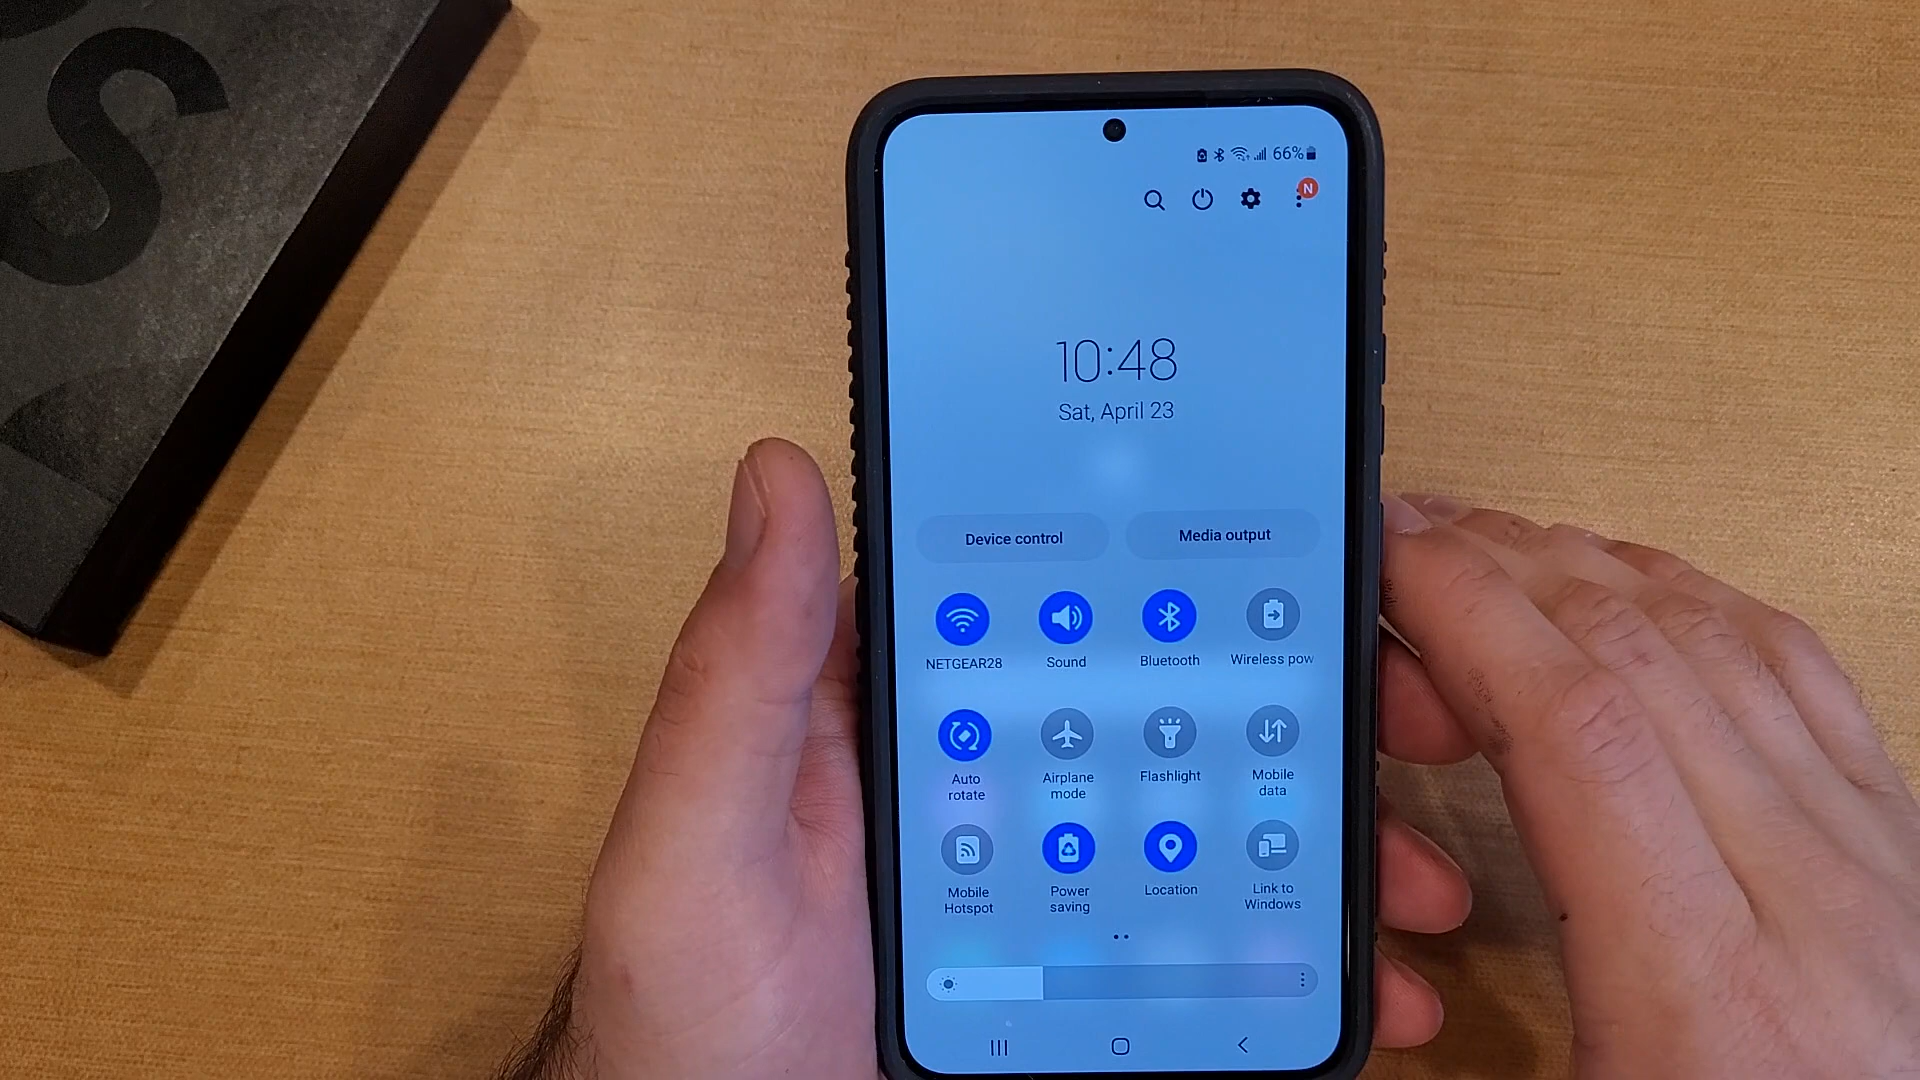 S
66%
N
10:48
Sat, April 23
Device control
Media output
NETGEAR28
Sound
Bluetooth
Wireless pow
Auto
rotate
Airplane
mode
Flashlight
Mobile
data
Mobile
Hotspot
Power
saving
Location
Link to
Windows